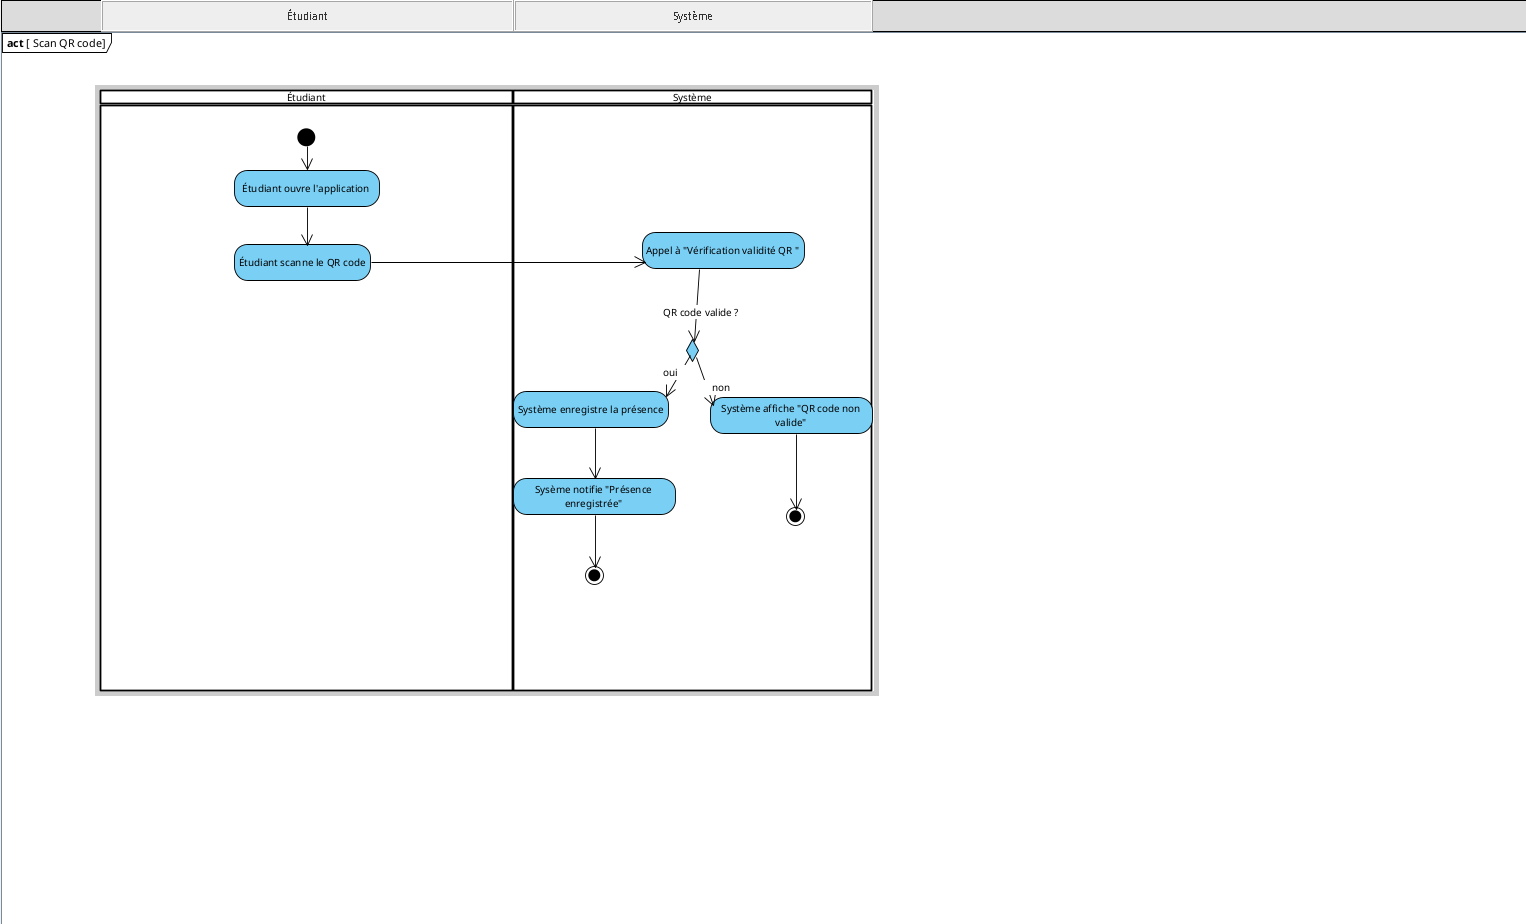 Étudiant
Système
act [ Scan QR code]
Étudiant
Système
Étudiant ouvre l'application
Étudiant scanne le QR code
Appel à "Vérification validité QR "
QR code valide ?
oui
non
Système enregistre la présence
Système affiche "QR code non
valide"
Sysème notifie "Présence
enregistrée"